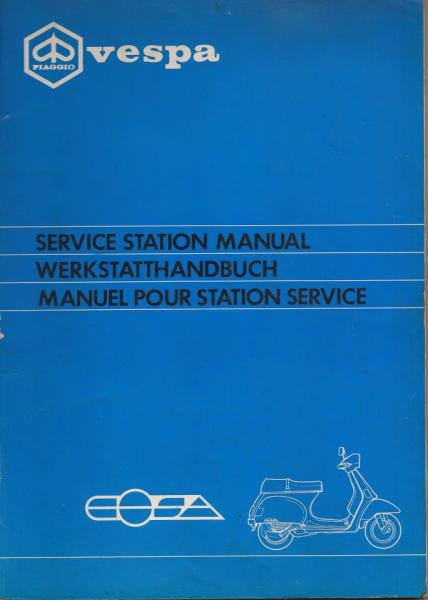 PIAGGIO
vespa
SERVICE STATION MANUAL
WERKSTATTHANDBUCH
MANUEL POUR STATION SERVICE
COSA